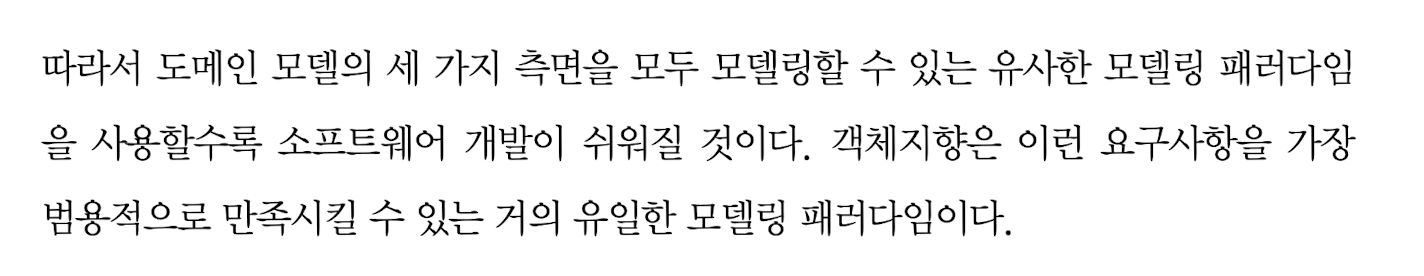 따라서 도메인 모델의 세 가지 측면을 모두 모델링할 수 있는 유사한 모델링 패러다임
을 사용할수록 소프트웨어 개발이 쉬워질 것이다. 객체지향은 이런 요구사항을 가장
범용적으로 만족시킬 수 있는 거의 유일한 모델링 패러다임이다.